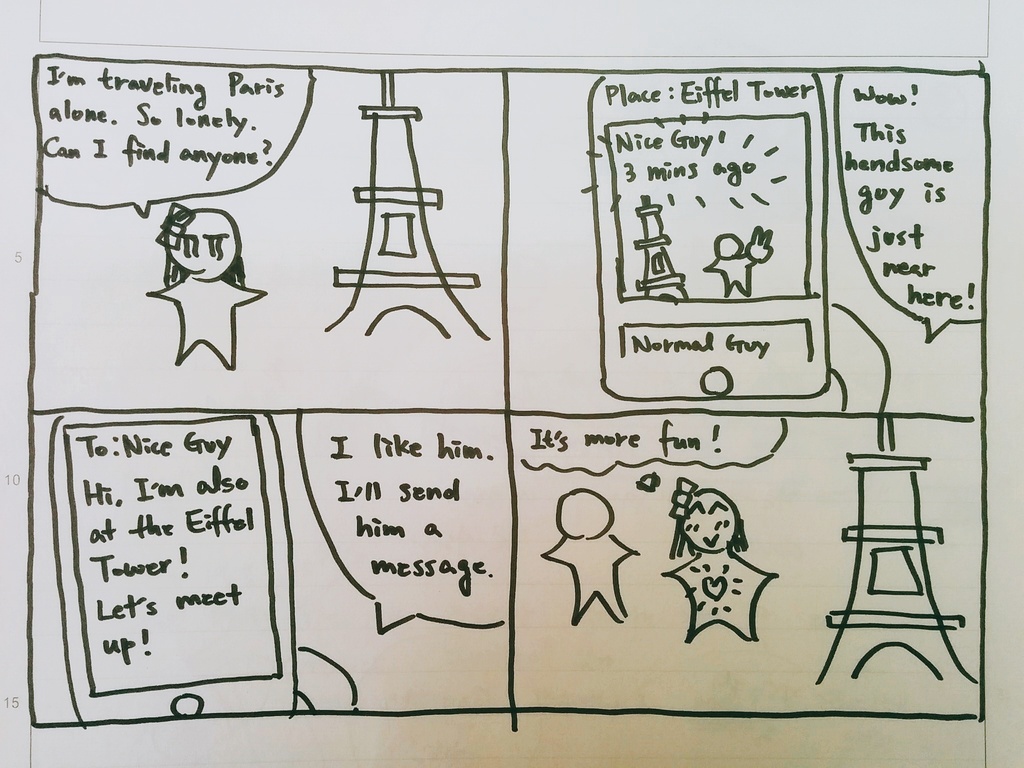 I'm traveling Paris
alone. So lonely.
Can I find anyone?
Place: Eiffel Tower
Nice Guy!
3 mins ago
Normal Guy
Wow!
This
handsome
guy is
just
near
here!
5
To: Nice Guy
Hi, I'm also
at the Eiffel
Tower!
Let's meet
up!
I like him.
I'll send
him a
message.
It's more fun!
10
15